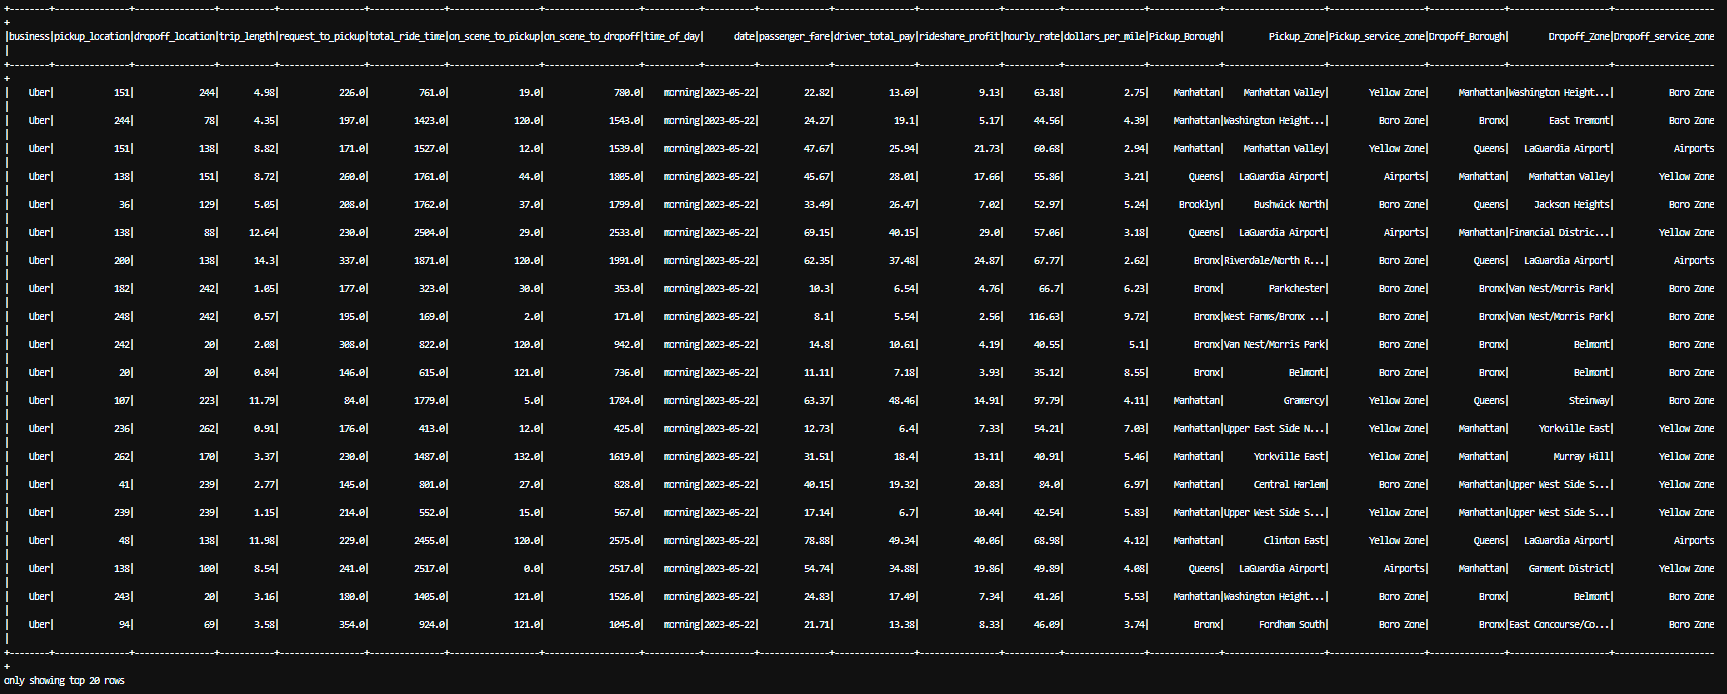 |business|pickup_location|dropoff_location|trip_length|request_to_pickup|total_ride_time|on_scene_to_pickup|on_scene_to_dropoff|time_of_day| date|passenger_fare|driver_total_pay|rideshare_profit|hourly_rate|dollars_per_mile|Pickup_Borough| Pickup_Zone|Pickup_service_zone|Dropoff_Borough| Dropoff_Zone|Dropoff_service_zone
| Uber| 151| 244| 4.98| 226.0| 761.0| 19.0| 780.0| morning|2023-05-22| 22.82| 13.69| 9.13| 63.18| 2.75| Manhattan| Manhattan Valley| Yellow Zone| Manhattan|Washington Height...| Boro Zone
| Uber| 244| 78| 4.35| 197.0| 1423.0| 120.0| 1543.0| morning|2023-05-22| 24.27| 19.1| 5.17| 44.56| 4.39| Manhattan|Washington Height...| Boro Zone| Bronx| East Tremont| Boro Zone
| Uber| 151| 138| 8.82| 171.0| 1527.0| 12.0| 1539.0| morning|2023-05-22| 47.67| 25.94| 21.73| 60.68| 2.94| Manhattan| Manhattan Valley| Yellow Zone| Queens| LaGuardia Airport| Airports
| Uber| 138| 151| 8.72| 260.0| 1761.0| 44.0| 1805.0| morning|2023-05-22| 45.67| 28.01| 17.66| 55.86| 3.21| Queens| LaGuardia Airport| Airports| Manhattan| Manhattan Valley| Yellow Zone
| Uber| 36| 129| 5.05| 208.0| 1762.0| 37.0| 1799.0| morning|2023-05-22| 33.49| 26.47| 7.02| 52.97| 5.24| Brooklyn| Bushwick North| Boro Zone| Queens| Jackson Heights| Boro Zone
| Uber| 138| 88| 12.64| 230.0| 2504.0| 29.0| 2533.0| morning|2023-05-22| 69.15| 40.15| 29.0| 57.06| 3.18| Queens| LaGuardia Airport| Airports| Manhattan|Financial Distric...| Yellow Zone
| Uber| 200| 138| 14.3| 337.0| 1871.0| 120.0| 1991.0| morning|2023-05-22| 62.35| 37.48| 24.87| 67.77| 2.62| Bronx|Riverdale/North R...| Boro Zone| Queens| LaGuardia Airport| Airports
| Uber| 182| 242| 1.05| 177.0| 323.0| 30.0| 353.0| morning|2023-05-22| 10.3| 6.54| 4.76| 66.7| 6.23| Bronx| Parkchester| Boro Zone| Bronx|Van Nest/Morris Park| Boro Zone
| Uber| 248| 242| 0.57| 195.0| 169.0| 2.0| 171.0| morning|2023-05-22| 8.1| 5.54| 2.56| 116.63| 9.72| Bronx|West Farms/Bronx ...| Boro Zone| Bronx|Van Nest/Morris Park| Boro Zone
| Uber| 242| 20| 2.08| 308.0| 822.0| 120.0| 942.0| morning|2023-05-22| 14.8| 10.61| 4.19| 40.55| 5.1| Bronx|Van Nest/Morris Park| Boro Zone| Bronx| Belmont| Boro Zone
| Uber| 20| 20| 0.84| 146.0| 615.0| 121.0| 736.0| morning|2023-05-22| 11.11| 7.18| 3.93| 35.12| 8.55| Bronx| Belmont| Boro Zone| Bronx| Belmont| Boro Zone
| Uber| 107| 223| 11.79| 84.0| 1779.0| 5.0| 1784.0| morning|2023-05-22| 63.37| 48.46| 14.91| 97.79| 4.11| Manhattan| Gramercy| Yellow Zone| Queens| Steinway| Boro Zone
| Uber| 236| 262| 0.91| 176.0| 413.0| 12.0| 425.0| morning|2023-05-22| 12.73| 6.4| 7.33| 54.21| 7.03| Manhattan|Upper East Side N...| Yellow Zone| Manhattan| Yorkville East| Yellow Zone
| Uber| 262| 170| 3.37| 230.0| 1487.0| 132.0| 1619.0| morning|2023-05-22| 31.51| 18.4| 13.11| 40.91| 5.46| Manhattan| Yorkville East| Yellow Zone| Manhattan| Murray Hill| Yellow Zone
| Uber| 41| 239| 2.77| 145.0| 801.0| 27.0| 828.0| morning|2023-05-22| 40.15| 19.32| 20.83| 84.0| 6.97| Manhattan| Central Harlem| Boro Zone| Manhattan|Upper West Side S...| Yellow Zone
| Uber| 239| 239| 1.15| 214.0| 552.0| 15.0| 567.0| morning|2023-05-22| 17.14| 6.7| 10.44| 42.54| 5.83| Manhattan|Upper West Side S...| Yellow Zone| Manhattan|Upper West Side S...| Yellow Zone
| Uber| 48| 138| 11.98| 229.0| 2455.0| 120.0| 2575.0| morning|2023-05-22| 78.88| 49.34| 40.06| 68.98| 4.12| Manhattan| Clinton East| Yellow Zone| Queens| LaGuardia Airport| Airports
| Uber| 138| 100| 8.54| 241.0| 2517.0| 0.0| 2517.0| morning|2023-05-22| 54.74| 34.88| 19.86| 49.89| 4.08| Queens| LaGuardia Airport| Airports| Manhattan| Garment District| Yellow Zone
| Uber| 243| 20| 3.16| 180.0| 1405.0| 121.0| 1526.0| morning|2023-05-22| 24.83| 17.49| 7.34| 41.26| 5.53| Manhattan|Washington Height...| Boro Zone| Bronx| Belmont| Boro Zone
| Uber| 94| 69| 3.58| 354.0| 924.0| 121.0| 1045.0| morning|2023-05-22| 21.71| 13.38| 8.33| 46.09| 3.74| Bronx| Fordham South| Boro Zone| Bronx|East Concourse/Co...| Boro Zone
only showing top 20 rows